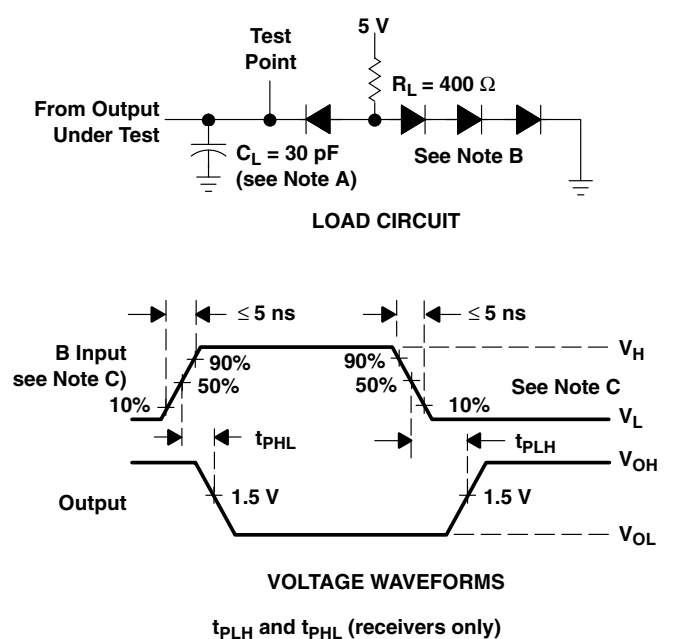 5 V
Test
Point
R_L = 400 Ω
From Output
Under Test
C_L = 30 pF
(see Note A)
See Note B
LOAD CIRCUIT
≤ 5 ns
≤ 5 ns
B Input
see Note C)
90%
50%
10%
90%
50%
10%
See Note C
V_H
V_L
t_PHL
t_PLH
V_OH
Output
1.5 V
1.5 V
V_OL
VOLTAGE WAVEFORMS
t_PLH and t_PHL (receivers only)